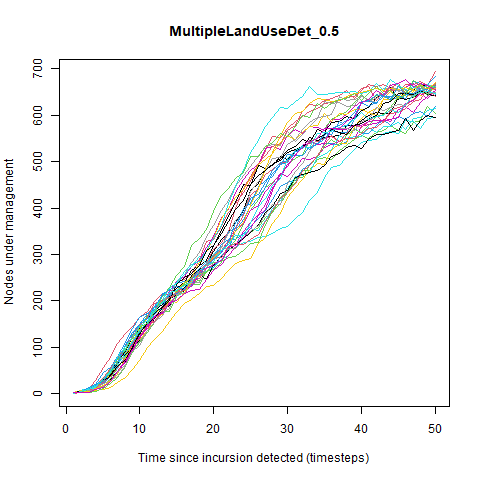 MultipleLandUseDet_0.5
Nodes under management
700
600
500
400
300
200
100
0
0 10 20 30 40 50
Time since incursion detected (timesteps)